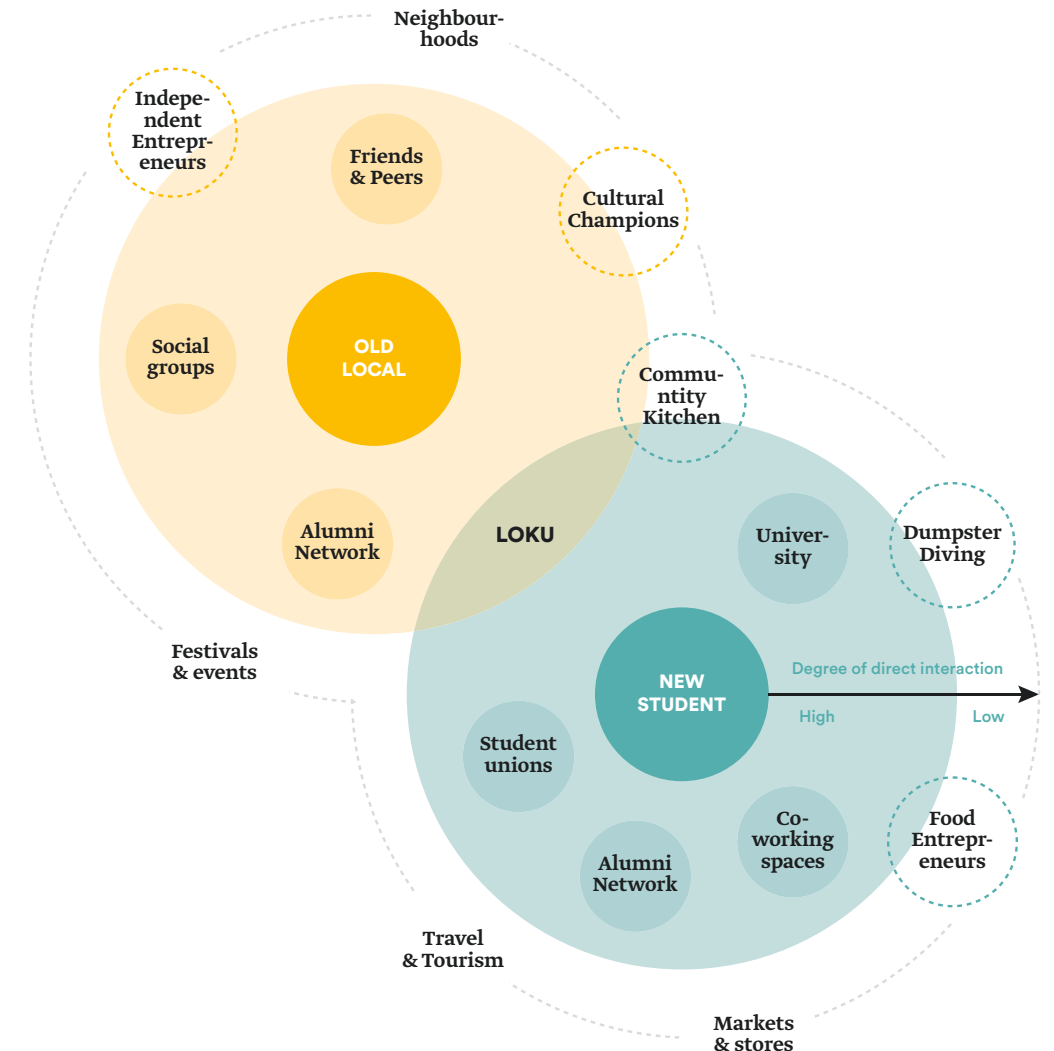 Neighbour-
hoods
Indepe-
ndent
Entrepr-
eneurs
Friends
& Peers
Cultural
Champions
Social
groups
OLD
LOCAL
Commu-
ntity
Kitchen
Alumni
Network
LOKU
Univer-
sity
Dumpster
Diving
Festivals
& events
NEW
STUDENT
Degree of direct interaction
High
Low
Student
unions
Co-
working
spaces
Food
Entrepr-
eneurs
Alumni
Network
Travel
& Tourism
Markets
& stores